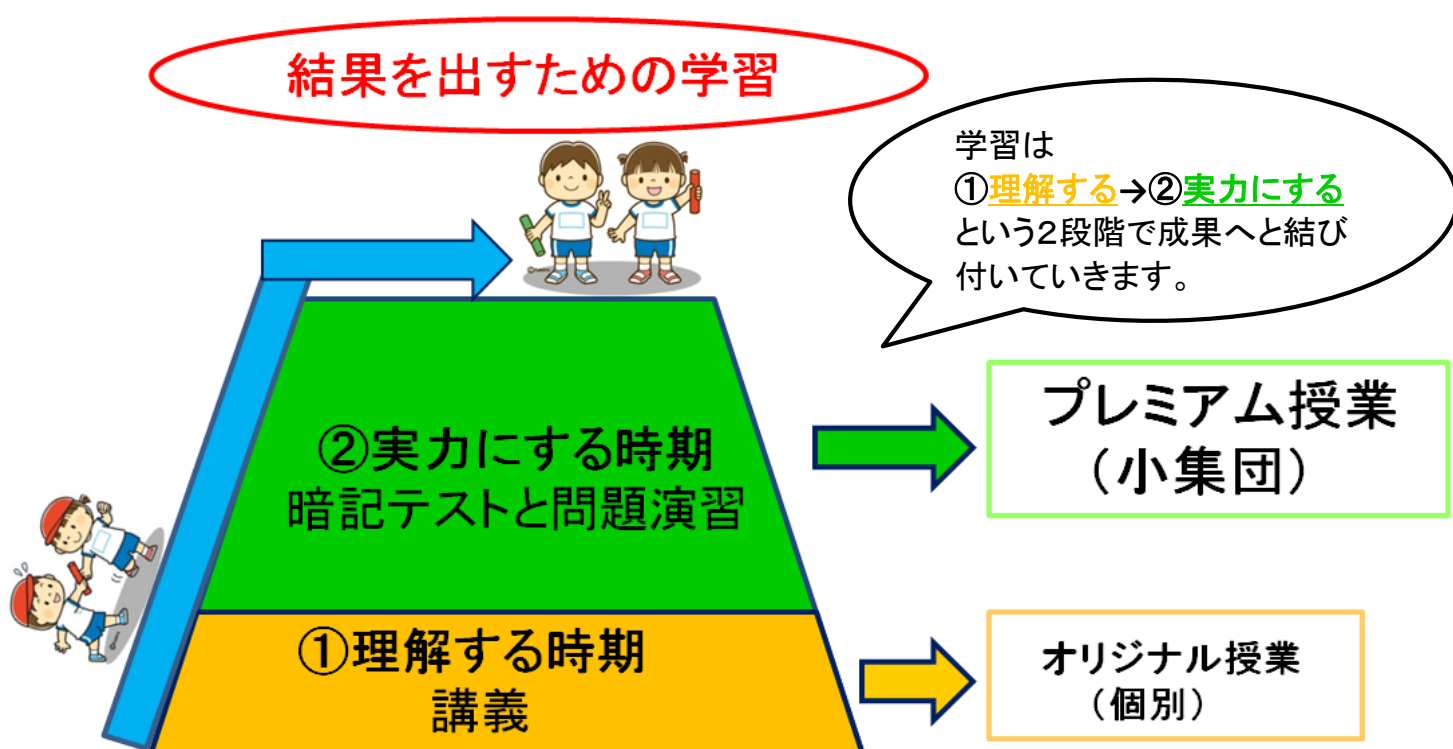 結果を出すための学習
学習は
①理解する→②実力にする
という2段階で成果へと結び
付いていきます。
②実力にする時期
暗記テストと問題演習
プレミアム授業
（小集団）
①理解する時期
講義
オリジナル授業
（個別）